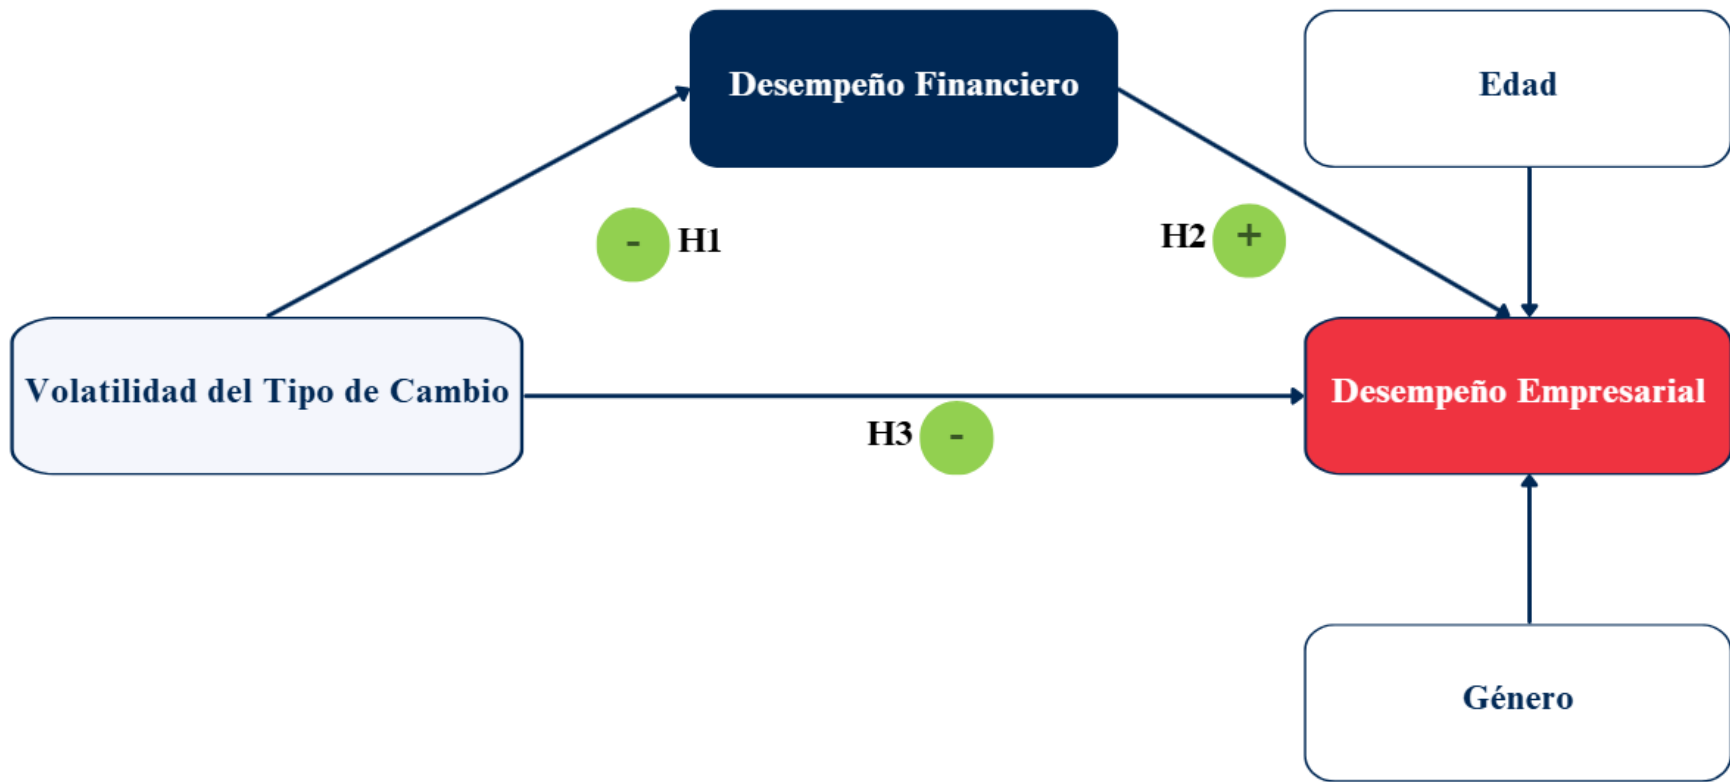 Desempeño Financiero
Edad
- H1
H2 +
Volatilidad del Tipo de Cambio
Desempeño Empresarial
H3 -
Género